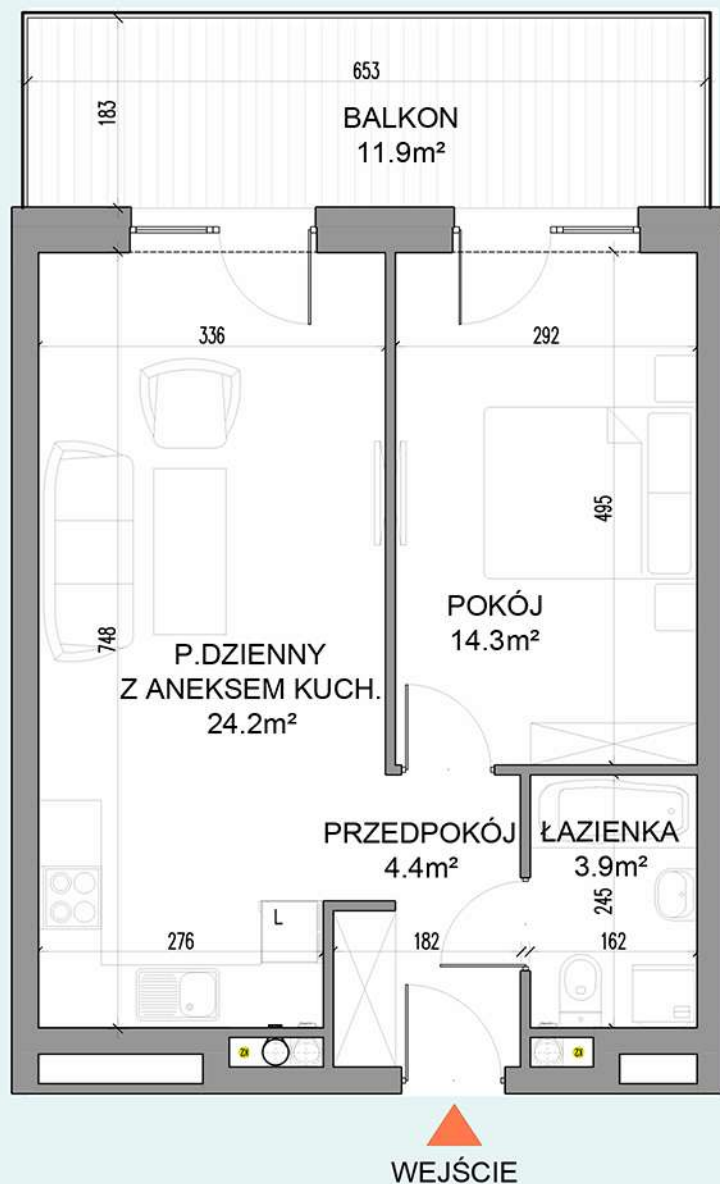 653
183
BALKON
11.9m²
336
292
495
748
POKÓJ
14.3m²
P.DZIENNY
Z ANEKSEM KUCH.
24.2m²
PRZEDPOKÓJ
4.4m²
ŁAZIENKA
3.9m²
245
L
276
182
162
WEJŚCIE